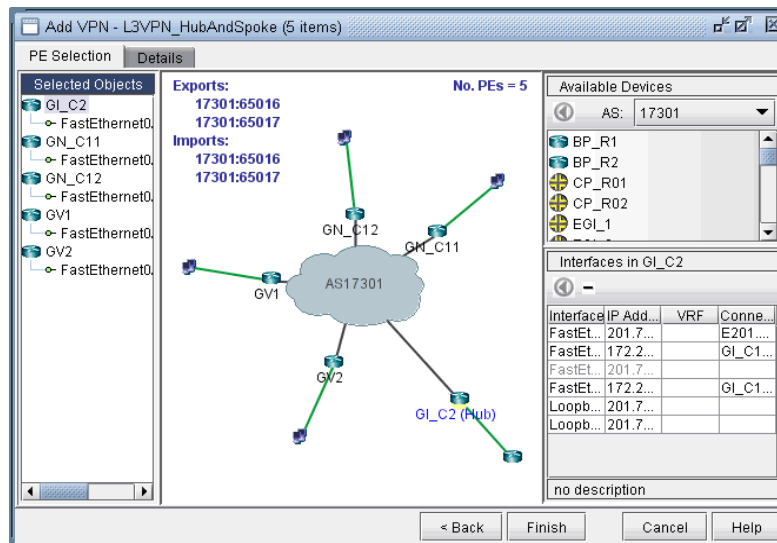 Add VPN - L3VPN_HubAndSpoke (5 items)
PE Selection Details
Selected Objects
GI_C2
FastEthernet0.
GN_C11
FastEthernet0.
GN_C12
FastEthernet0.
GV1
FastEthernet0.
GV2
FastEthernet0.
Exports:
17301:65016
17301:65017
Imports:
17301:65016
17301:65017
No. PEs = 5
GN_C12
GN_C11
AS17301
GV1
GV2
GI_C2 (Hub)
Available Devices
AS: 17301
BP_R1
BP_R2
CP_R01
CP_R02
EGI_1
Interfaces in GI_C2
Interface IP Add... VRF Conne...
FastEt... 201.7... E201....
FastEt... 172.2... GI_C1...
FastEt... 201.7...
FastEt... 172.2... GI_C1...
Loopb... 201.7...
Loopb... 201.7...
no description
< Back Finish Cancel Help